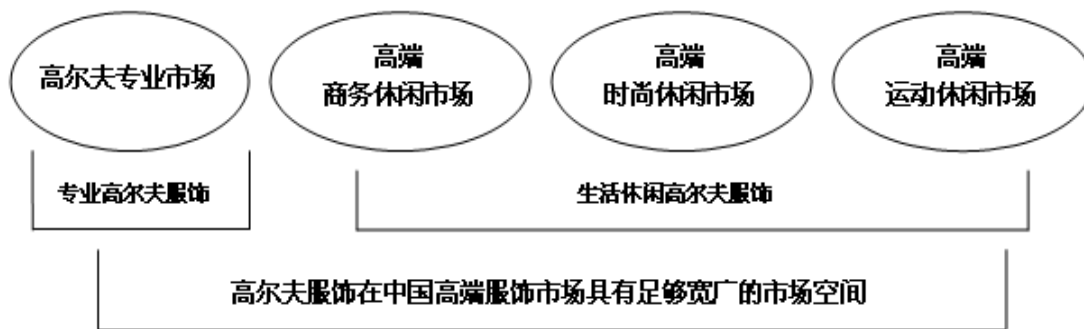 高尔夫专业市场
高端
商务休闲市场
高端
时尚休闲市场
高端
运动休闲市场
专业高尔夫服饰
生活休闲高尔夫服饰
高尔夫服饰在中国高端服饰市场具有足够宽广的市场空间